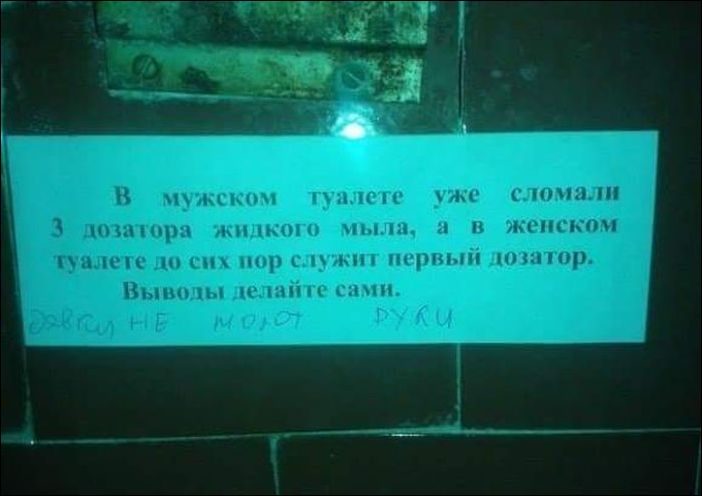 В мужском туалете уже сломали
3 дозатора жидкого мыла, а в женском
туалете до сих пор служит первый дозатор.
Выводы делайте сами.
НЕ моют РУКИ